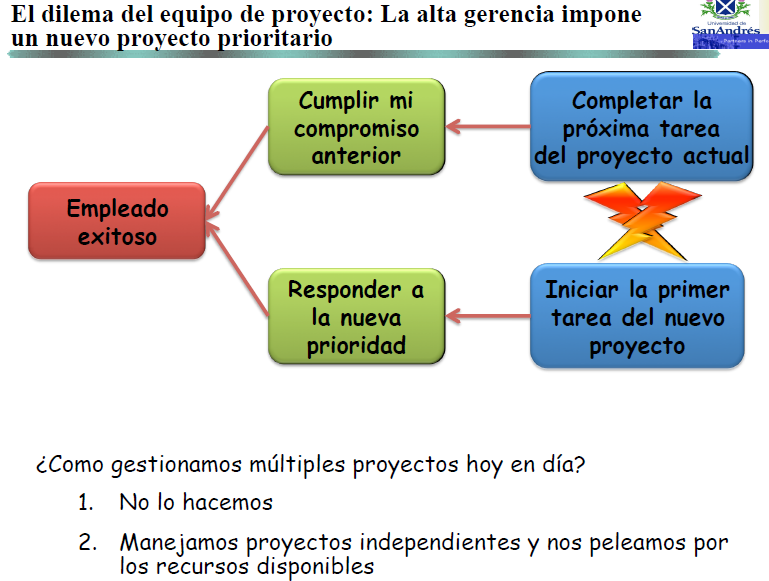 El dilema del equipo de proyecto: La alta gerencia impone
un nuevo proyecto prioritario
Universidad de
SanAndrés
Cumplir mi
compromiso
anterior
Completar la
próxima tarea
del proyecto actual
Empleado
exitoso
Responder a
la nueva
prioridad
Iniciar la primer
tarea del nuevo
proyecto
¿Como gestionamos múltiples proyectos hoy en día?
1. No lo hacemos
2. Manejamos proyectos independientes y nos peleamos por
los recursos disponibles